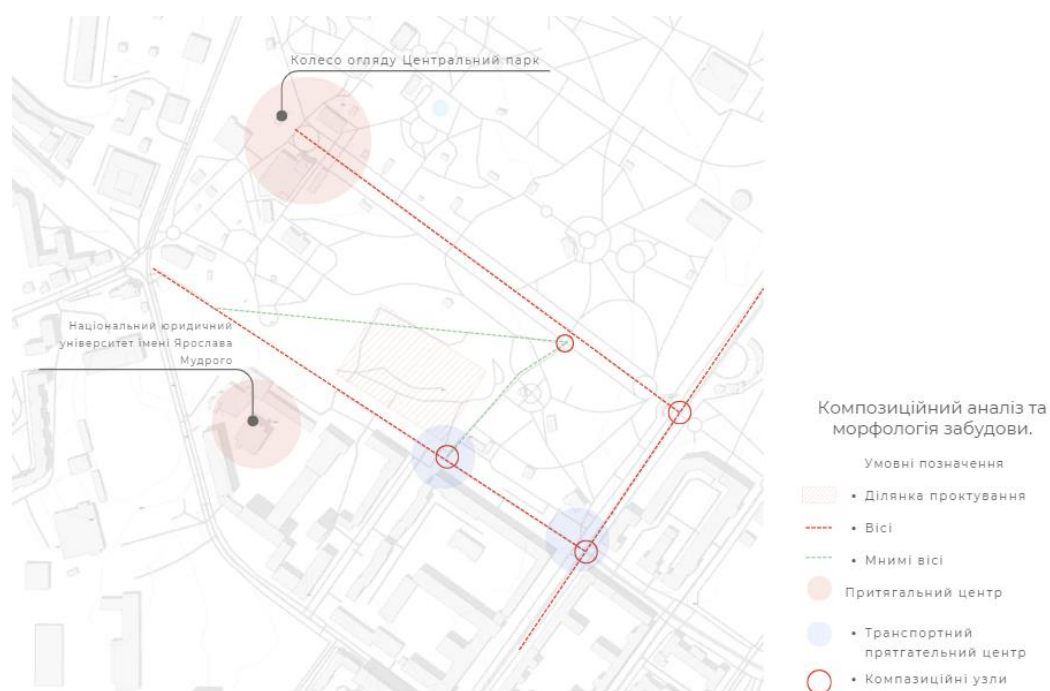 Колесо огляду Центральний парк
Національний юридичний
університет імені Ярослава
Мудрого
Композиційний аналіз та
морфологія забудови.
Умовні позначення
• Ділянка проктування
• Вісі
• Мнимі вісі
Притягальний центр
• Транспортний
прятгательний центр
• Компазиційні узли